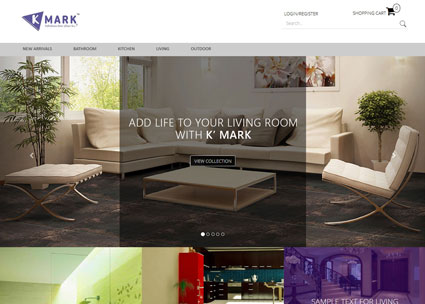 K MARK
LOGIN/REGISTER
SHOPPING CART
0
Search...
NEW ARRIVALS
BATHROOM
KITCHEN
LIVING
OUTDOOR
ADD LIFE TO YOUR LIVING ROOM
WITH K' MARK
VIEW COLLECTION
SAMPLE TEXT FOR LIVING